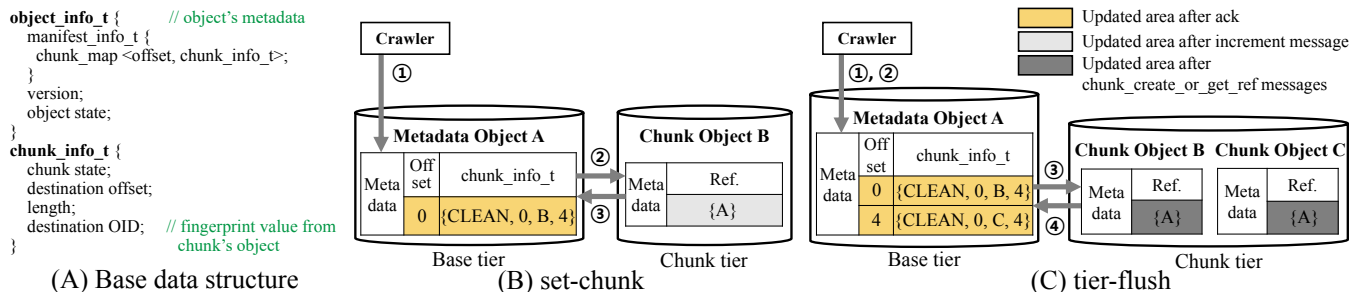 object_info_t { // object's metadata
manifest_info_t {
chunk_map <offset, chunk_info_t>;
}
version;
object state;
}
chunk_info_t {
chunk state;
destination offset;
length;
destination OID; // fingerprint value from
chunk's object
}
(A) Base data structure
Crawler
①
Metadata Object A
Meta
data
Off
set
chunk_info_t
0
{CLEAN, 0, B, 4}
Base tier
②
③
Chunk Object B
Meta
data
Ref.
{A}
Chunk tier
(B) set-chunk
Crawler
①, ②
Metadata Object A
Meta
data
Off
set
chunk_info_t
0
{CLEAN, 0, B, 4}
4
{CLEAN, 0, C, 4}
Base tier
③
④
Chunk Object B
Meta
data
Ref.
{A}
Chunk Object C
Meta
data
Ref.
{A}
Chunk tier
(C) tier-flush
Updated area after ack
Updated area after increment message
Updated area after
chunk_create_or_get_ref messages